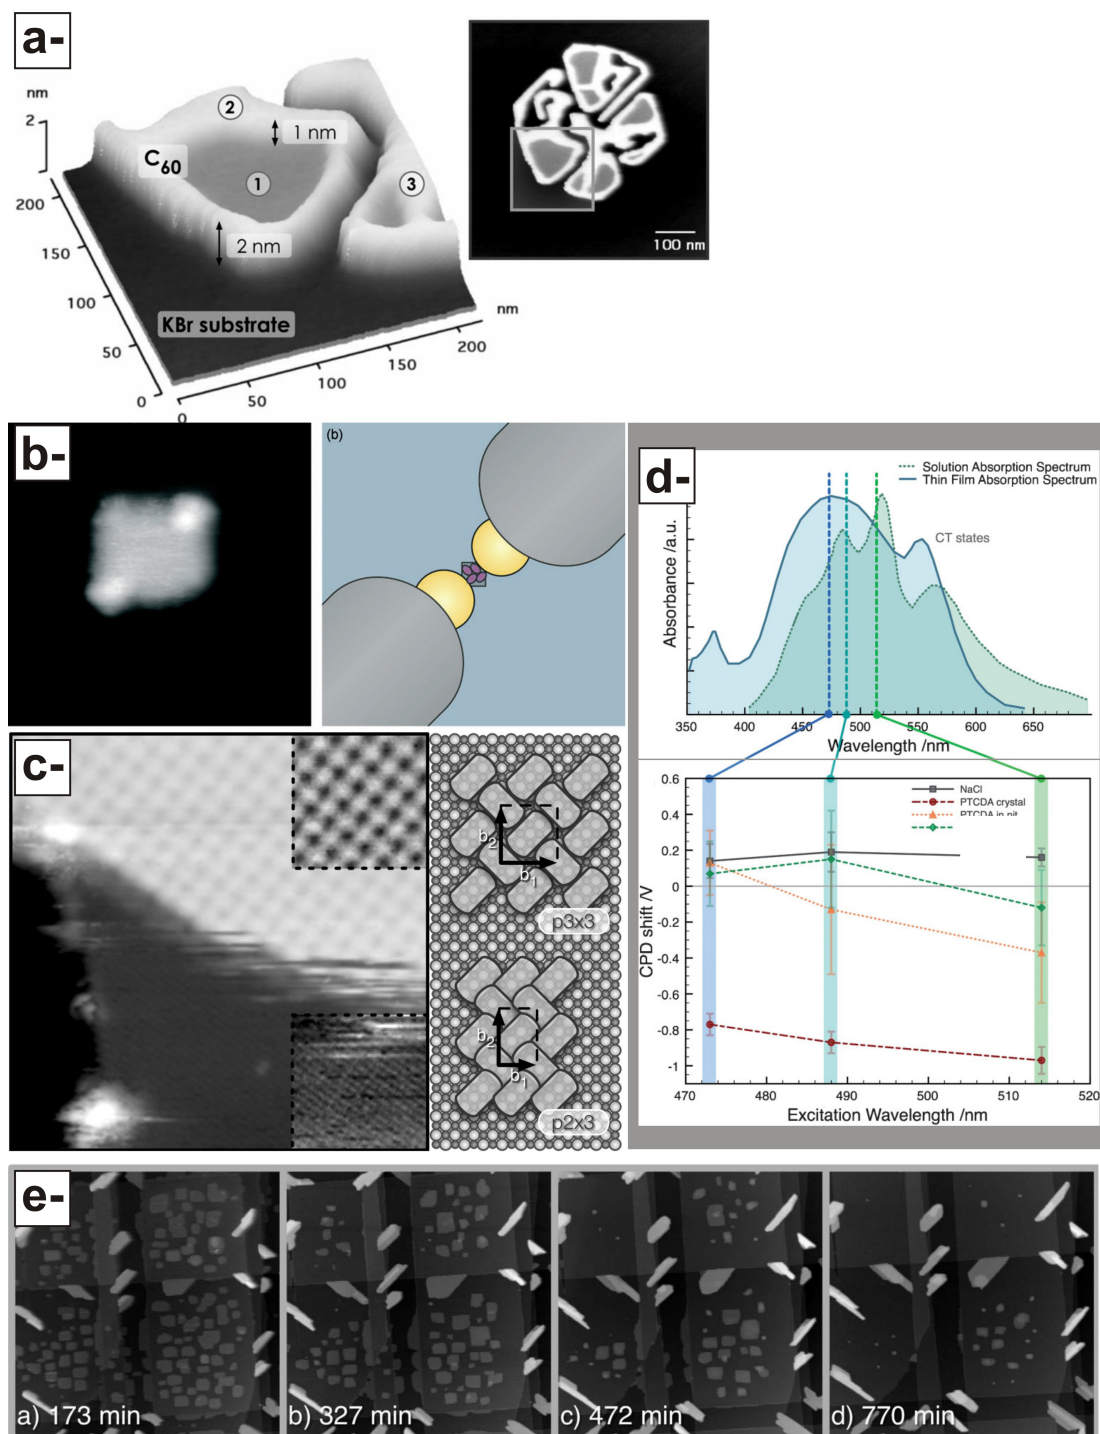 a-
nm
2
200
150
100
50
0
0
50
100
150
200
nm
C60
1
2
3
1 nm
2 nm
KBr substrate
100 nm
b-
(b)
c-
b2
b1
p3x3
b2
b1
p2x3
d-
Solution Absorption Spectrum
Thin Film Absorption Spectrum
CT states
Absorbance /a.u.
350 400 450 500 550 600 650
Wavelength /nm
NaCl
PTCDA crystal
PTCDA in pit
CPD shift /V
0.6
0.4
0.2
0
-0.2
-0.4
-0.6
-0.8
-1
470 480 490 500 510 520
Excitation Wavelength /nm
e-
a) 173 min
b) 327 min
c) 472 min
d) 770 min